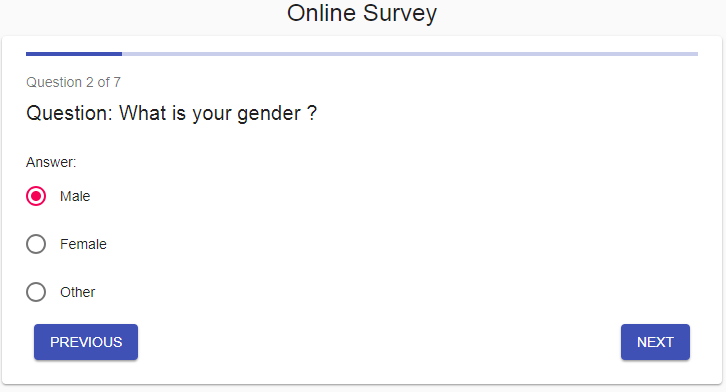 Online Survey
Question 2 of 7
Question: What is your gender ?
Answer:
Male
Female
Other
PREVIOUS
NEXT